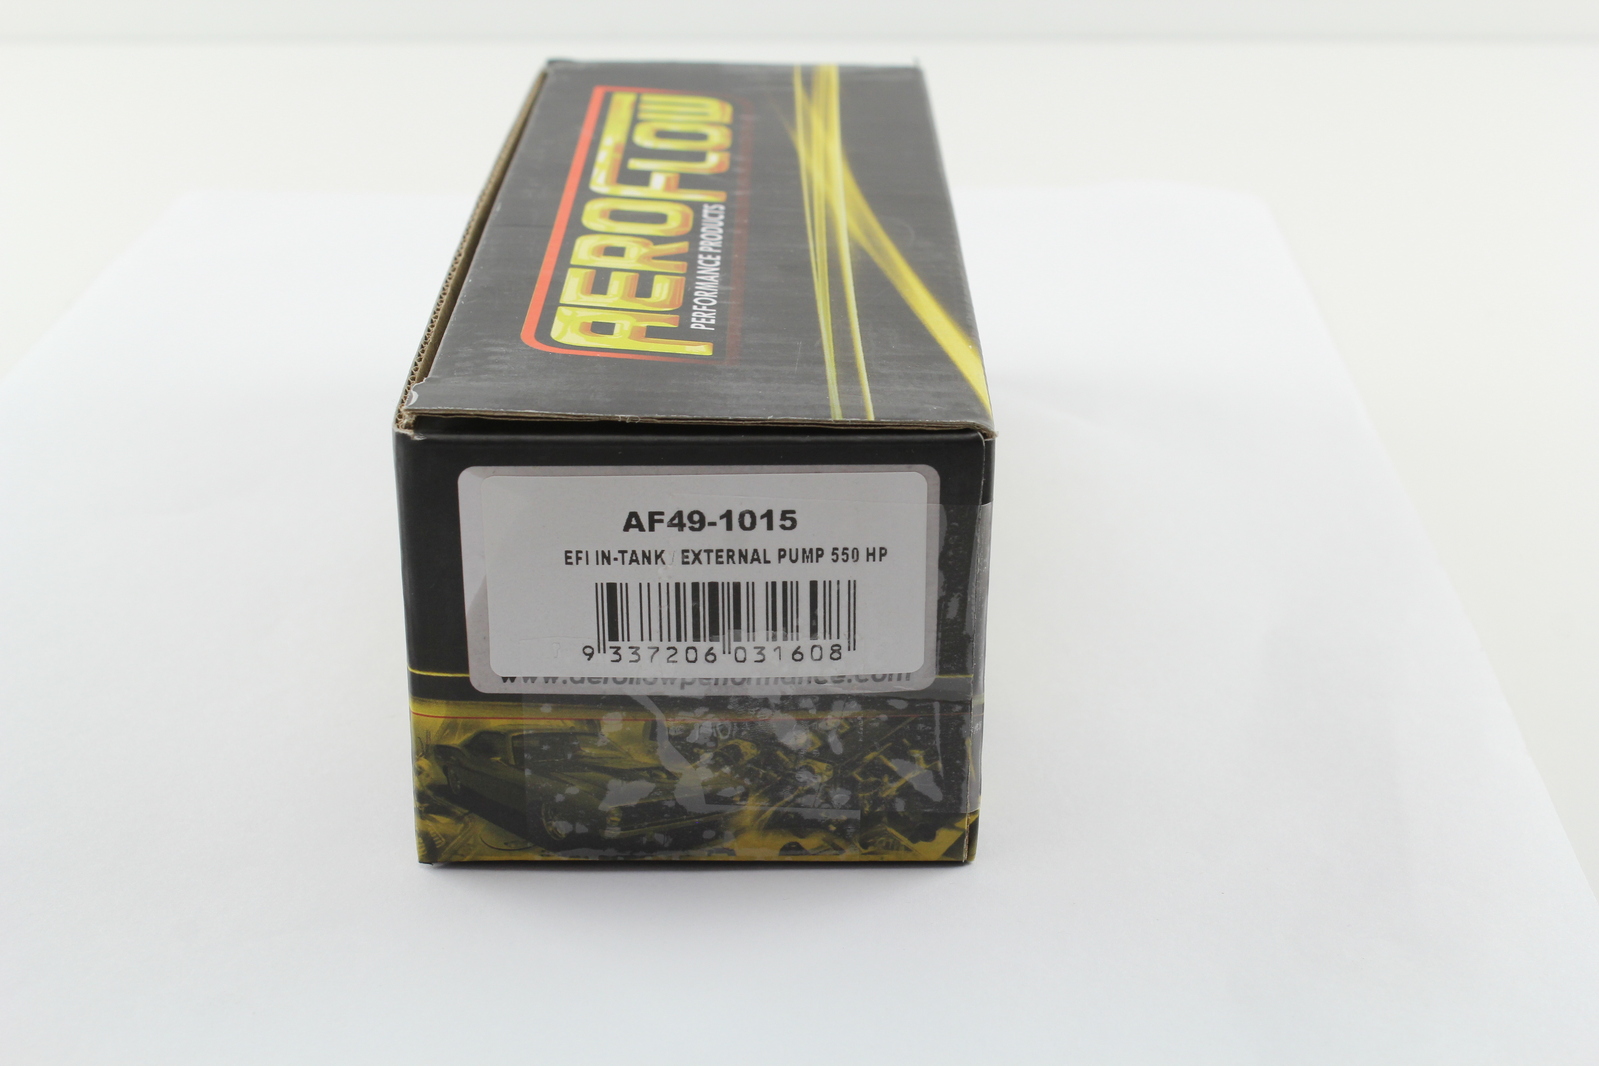 AEROFLOW
PERFORMANCE PRODUCTS
AF49-1015
EFI IN-TANK / EXTERNAL PUMP 550 HP
9 337206 031608
www.aeroflowperformance.com